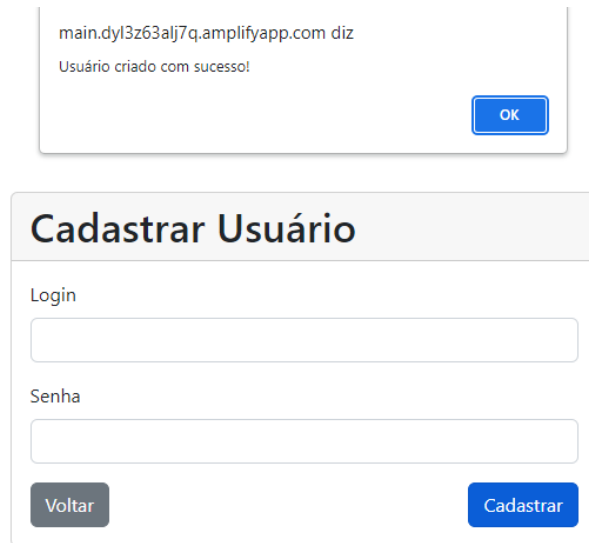 main.dyl3z63alj7q.amplifyapp.com diz
Usuário criado com sucesso!
OK
Cadastrar Usuário
Login
Senha
Voltar
Cadastrar